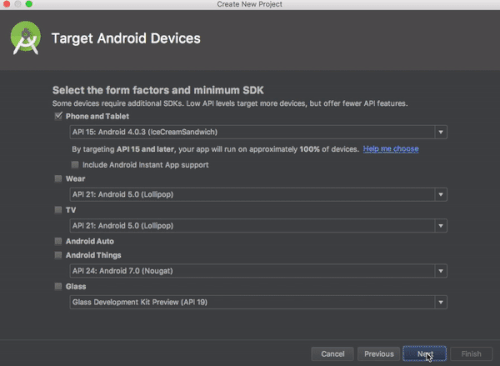 Create New Project
Target Android Devices
Select the form factors and minimum SDK
Some devices require additional SDKs. Low API levels target more devices, but offer fewer API features.
Phone and Tablet
API 15: Android 4.0.3 (IceCreamSandwich)
By targeting API 15 and later, your app will run on approximately 100% of devices. Help me choose
Include Android Instant App support
Wear
API 21: Android 5.0 (Lollipop)
TV
API 21: Android 5.0 (Lollipop)
Android Auto
Android Things
API 24: Android 7.0 (Nougat)
Glass
Glass Development Kit Preview (API 19)
Cancel Previous Next Finish